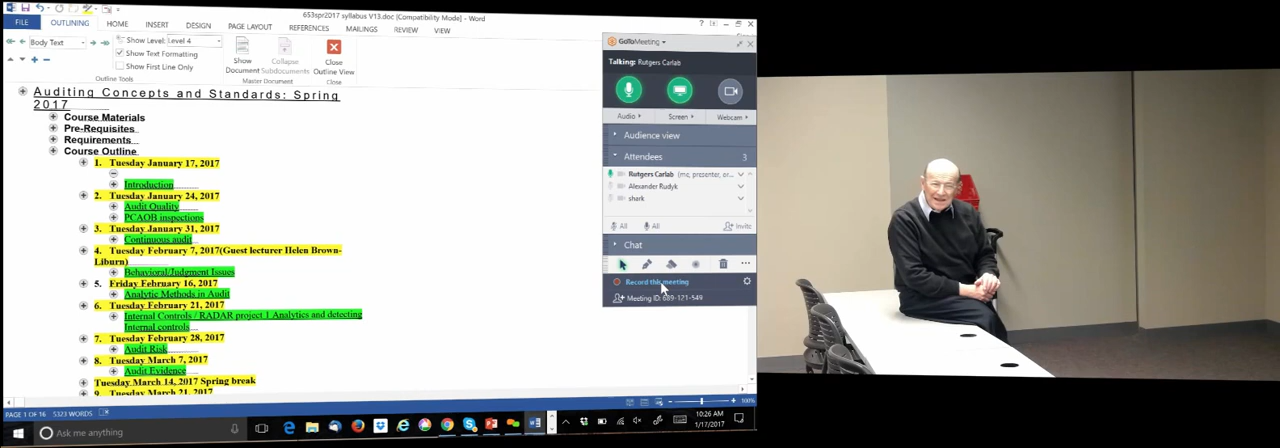 653spr2017 syllabus V13.doc [Compatibility Mode] - Word
FILE OUTLINING HOME INSERT DESIGN PAGE LAYOUT REFERENCES MAILINGS REVIEW VIEW
Body Text
Show Level: Level 4
Show Text Formatting
Show First Line Only
Outline Tools
Show Document
Collapse Subdocuments
Master Document
Close Outline View
Close
Auditing Concepts and Standards: Spring
2017
Course Materials
Pre-Requisites
Requirements
Course Outline
1. Tuesday January 17, 2017
Introduction
2. Tuesday January 24, 2017
Audit Quality
PCAOB inspections
3. Tuesday January 31, 2017
Continuous audit
4. Tuesday February 7, 2017(Guest lecturer Helen Brown-
Liburn)
Behavioral/Judgment Issues
5. Friday February 16, 2017
Analytic Methods in Audit
6. Tuesday February 21, 2017
Internal Controls / RADAR project 1 Analytics and detecting
Internal controls
7. Tuesday February 28, 2017
Audit Risk
8. Tuesday March 7, 2017
Audit Evidence
Tuesday March 14, 2017 Spring break
9. Tuesday March 21, 2017
PAGE 1 OF 16 5323 WORDS
100%
GoToMeeting
Talking: Rutgers Carlab
Audio Screen Webcam
Audience view
Attendees 3
Rutgers Carlab (me, presenter, or...
Alexander Rudyk
shark
All All Invite
Chat
Record this meeting
Meeting ID: 689-121-549
Ask me anything
10:26 AM
1/17/2017